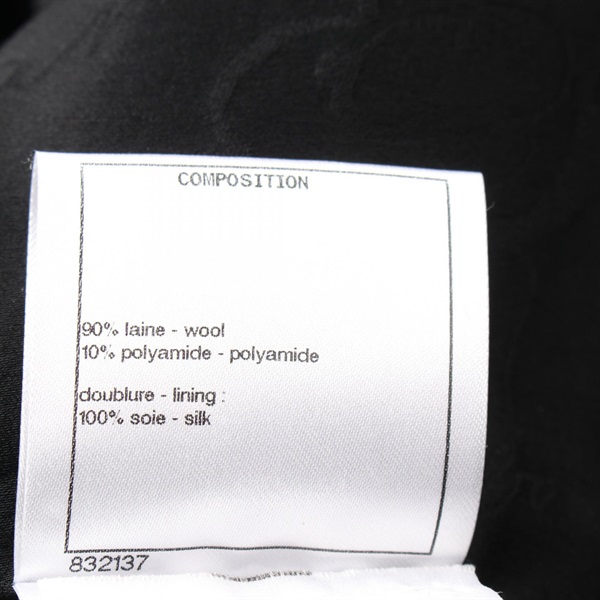 COMPOSITION
90% laine - wool
10% polyamide - polyamide
doublure - lining :
100% soie - silk
832137